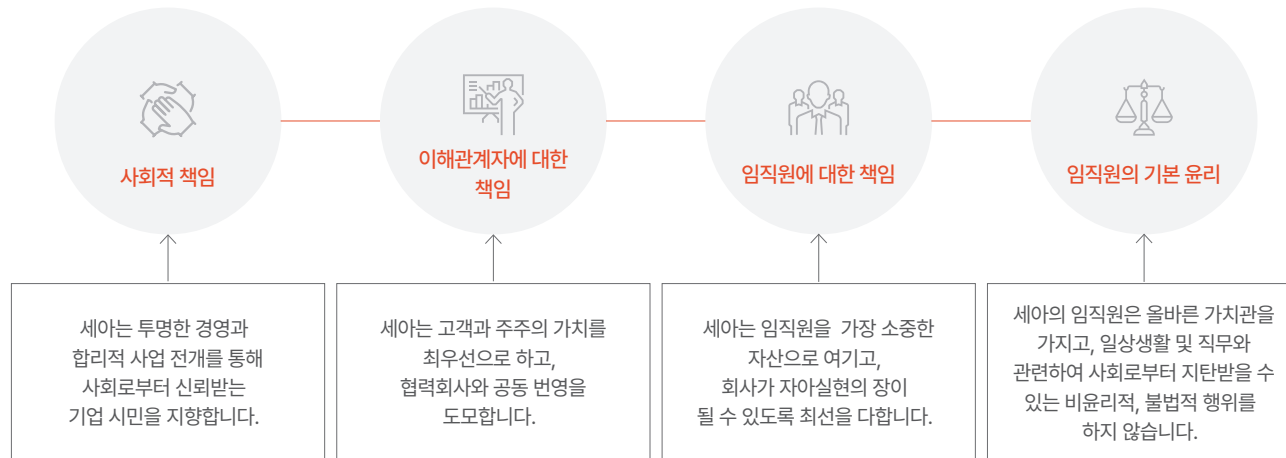 사회적 책임
이해관계자에 대한
책임
임직원에 대한 책임
임직원의 기본 윤리
세아는 투명한 경영과
합리적 사업 전개를 통해
사회로부터 신뢰받는
기업 시민을 지향합니다.
세아는 고객과 주주의 가치를
최우선으로 하고,
협력회사와 공동 번영을
도모합니다.
세아는 임직원을 가장 소중한
자산으로 여기고,
회사가 자아실현의 장이
될 수 있도록 최선을 다합니다.
세아의 임직원은 올바른 가치관을
가지고, 일상생활 및 직무와
관련하여 사회로부터 지탄받을 수
있는 비윤리적, 불법적 행위를
하지 않습니다.